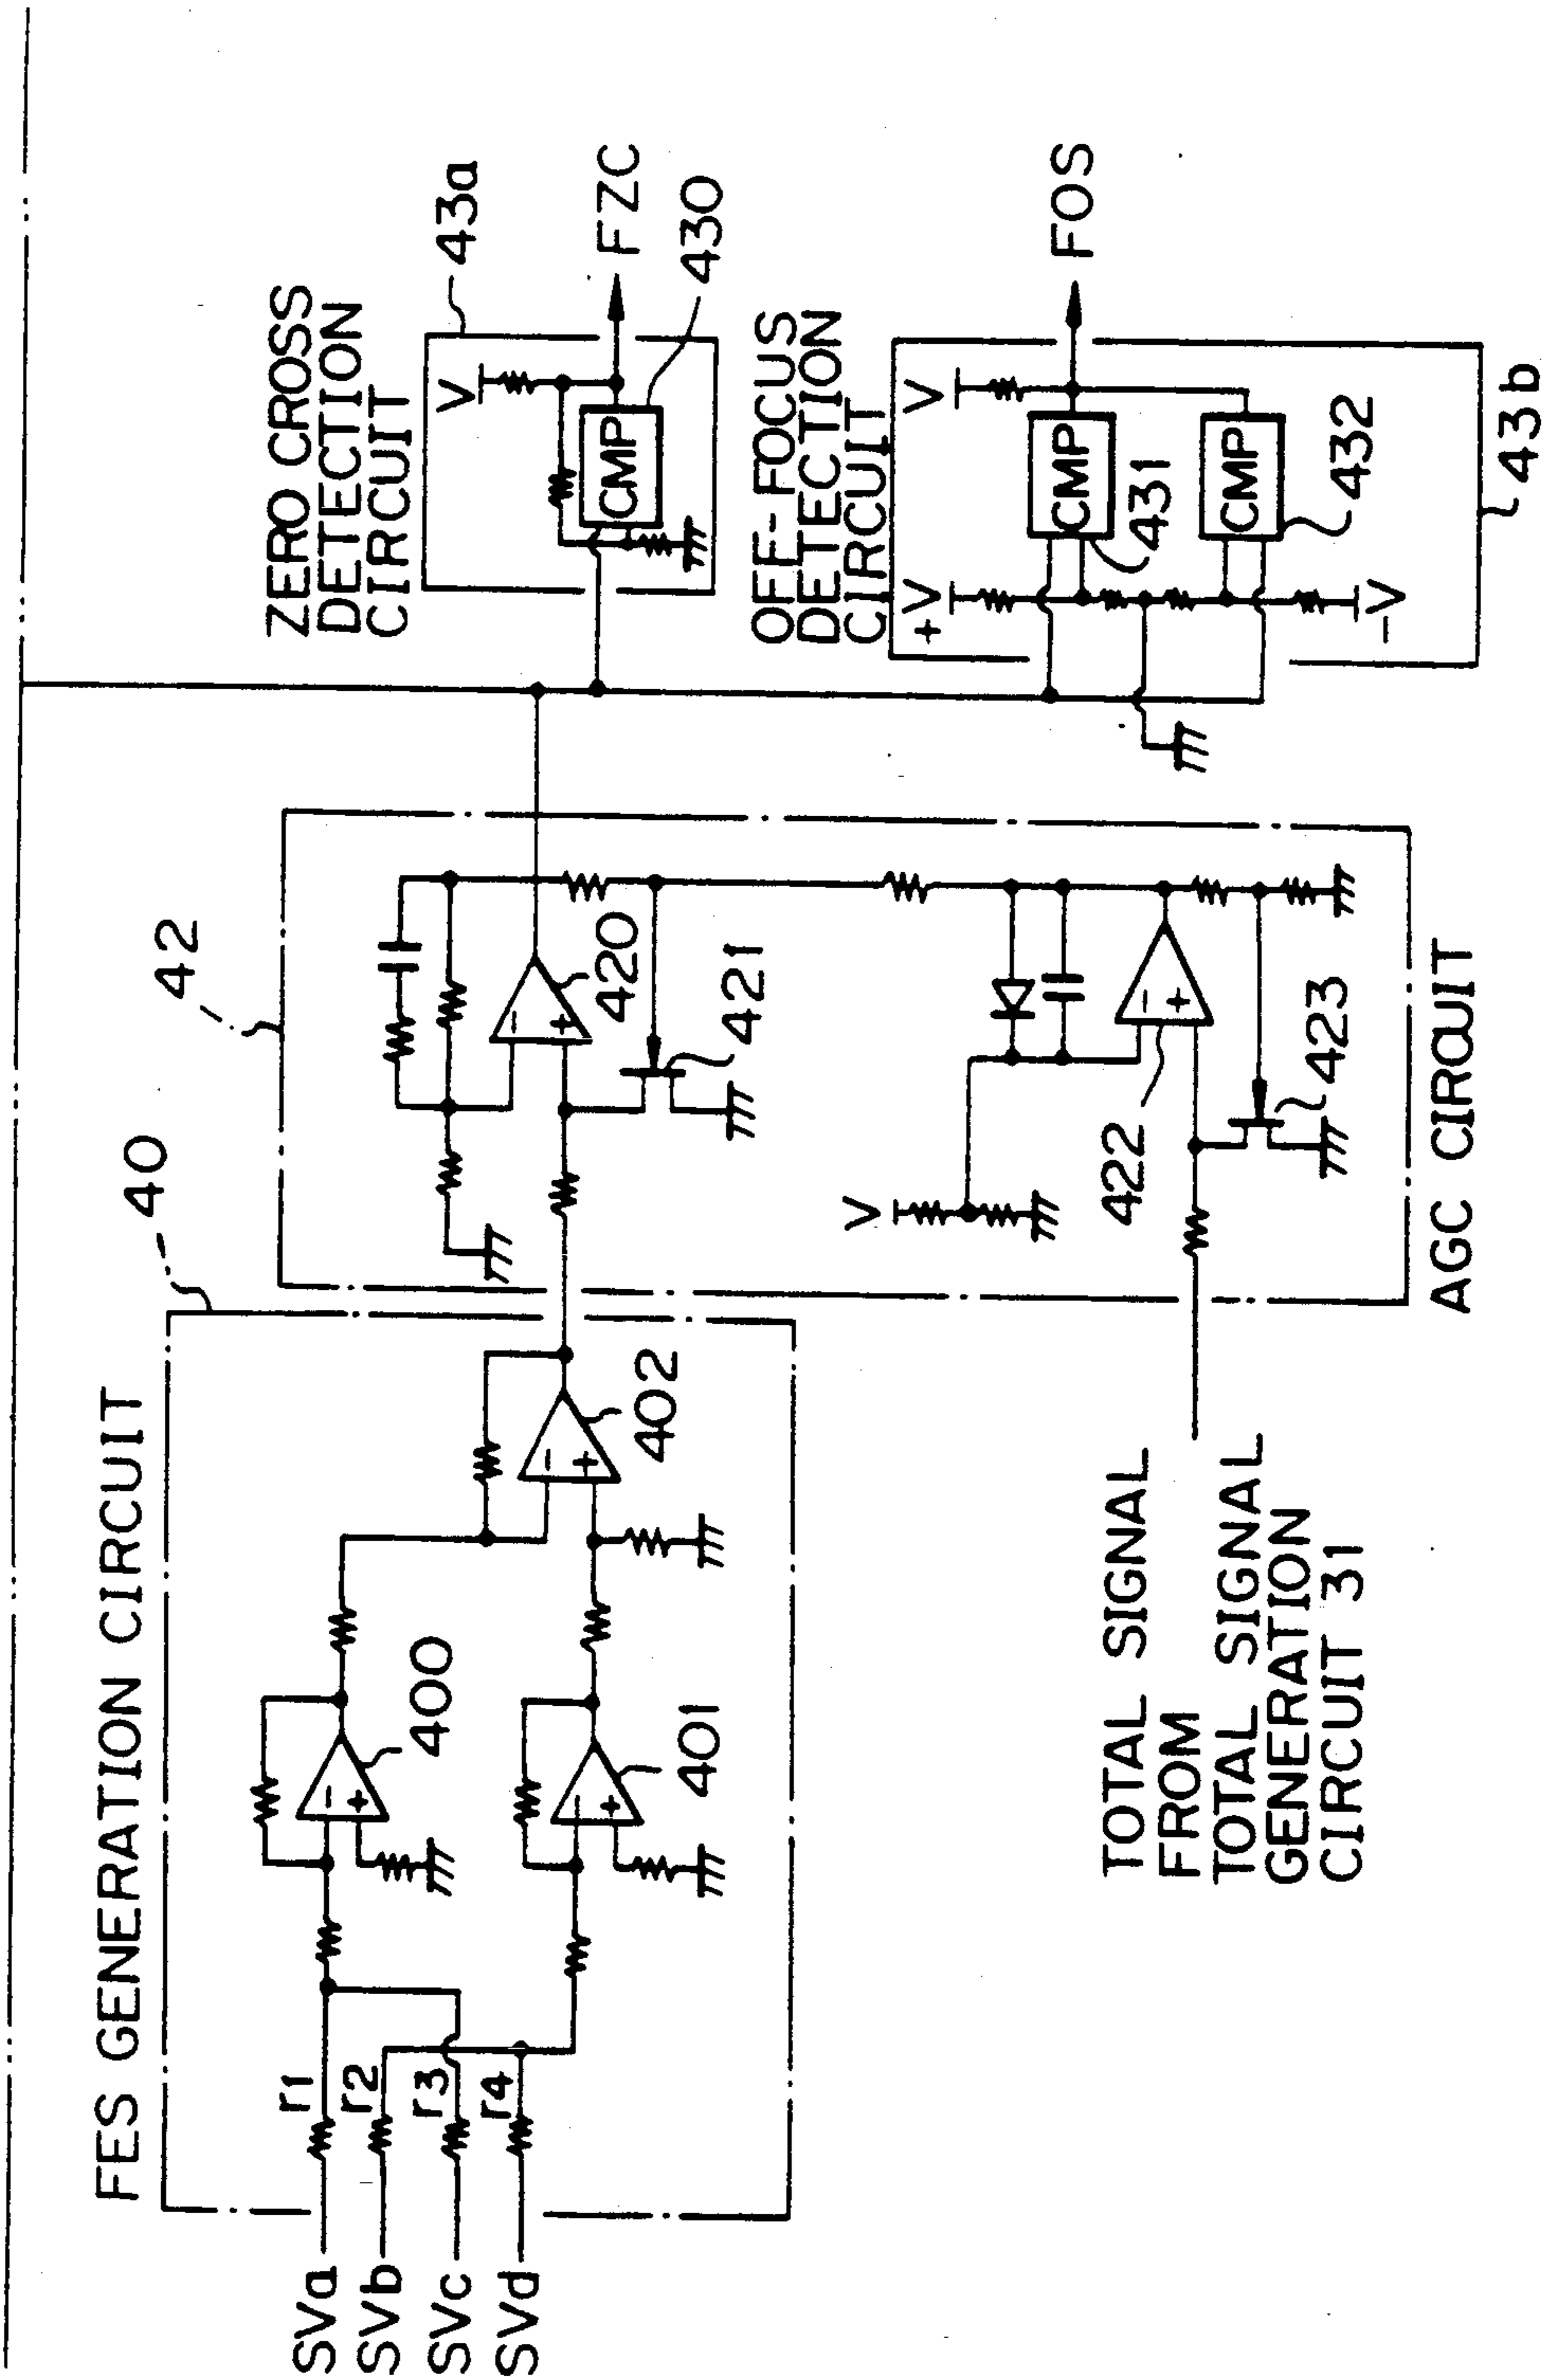 FES GENERATION CIRCUIT
40
SVa
SVb
SVc
SVd
r1
r2
r3
r4
400
401
402
42
420
421
422
423
V
AGC CIRCUIT
TOTAL SIGNAL
FROM
TOTAL SIGNAL
GENERATION
CIRCUIT 31
ZERO CROSS
DETECTION
CIRCUIT
43a
V
CMP
FZC
430
OFF-FOCUS
DETECTION
CIRCUIT
+V
V
CMP
431
CMP
432
-V
FOS
43b